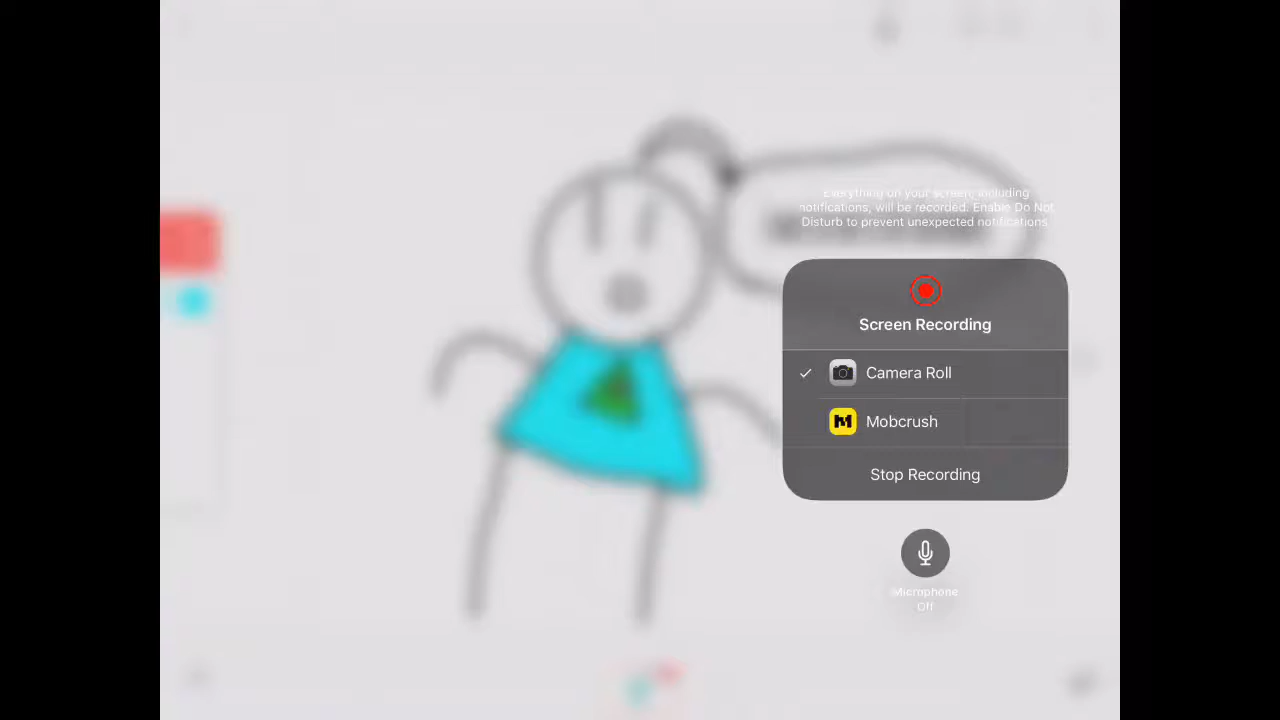 Everything on your screen, including
notifications, will be recorded. Enable Do Not
Disturb to prevent unexpected notifications.
Screen Recording
Camera Roll
Mobcrush
Stop Recording
Microphone
Off